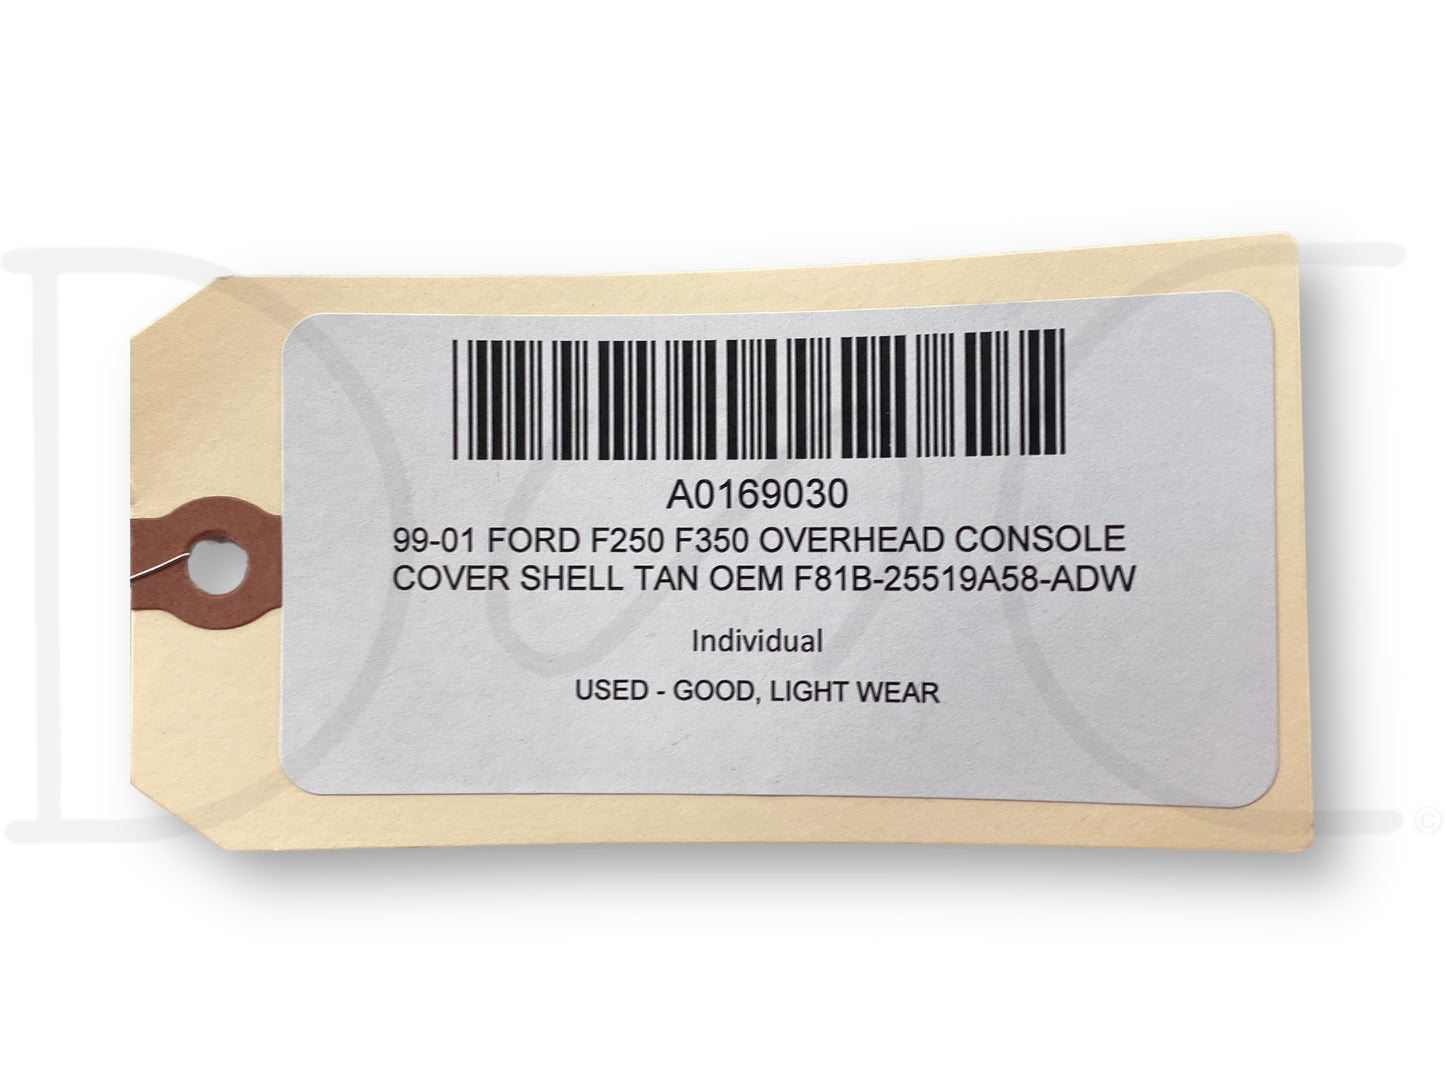 A0169030
99-01 FORD F250 F350 OVERHEAD CONSOLE
COVER SHELL TAN OEM F81B-25519A58-ADW
Individual
USED - GOOD, LIGHT WEAR
©